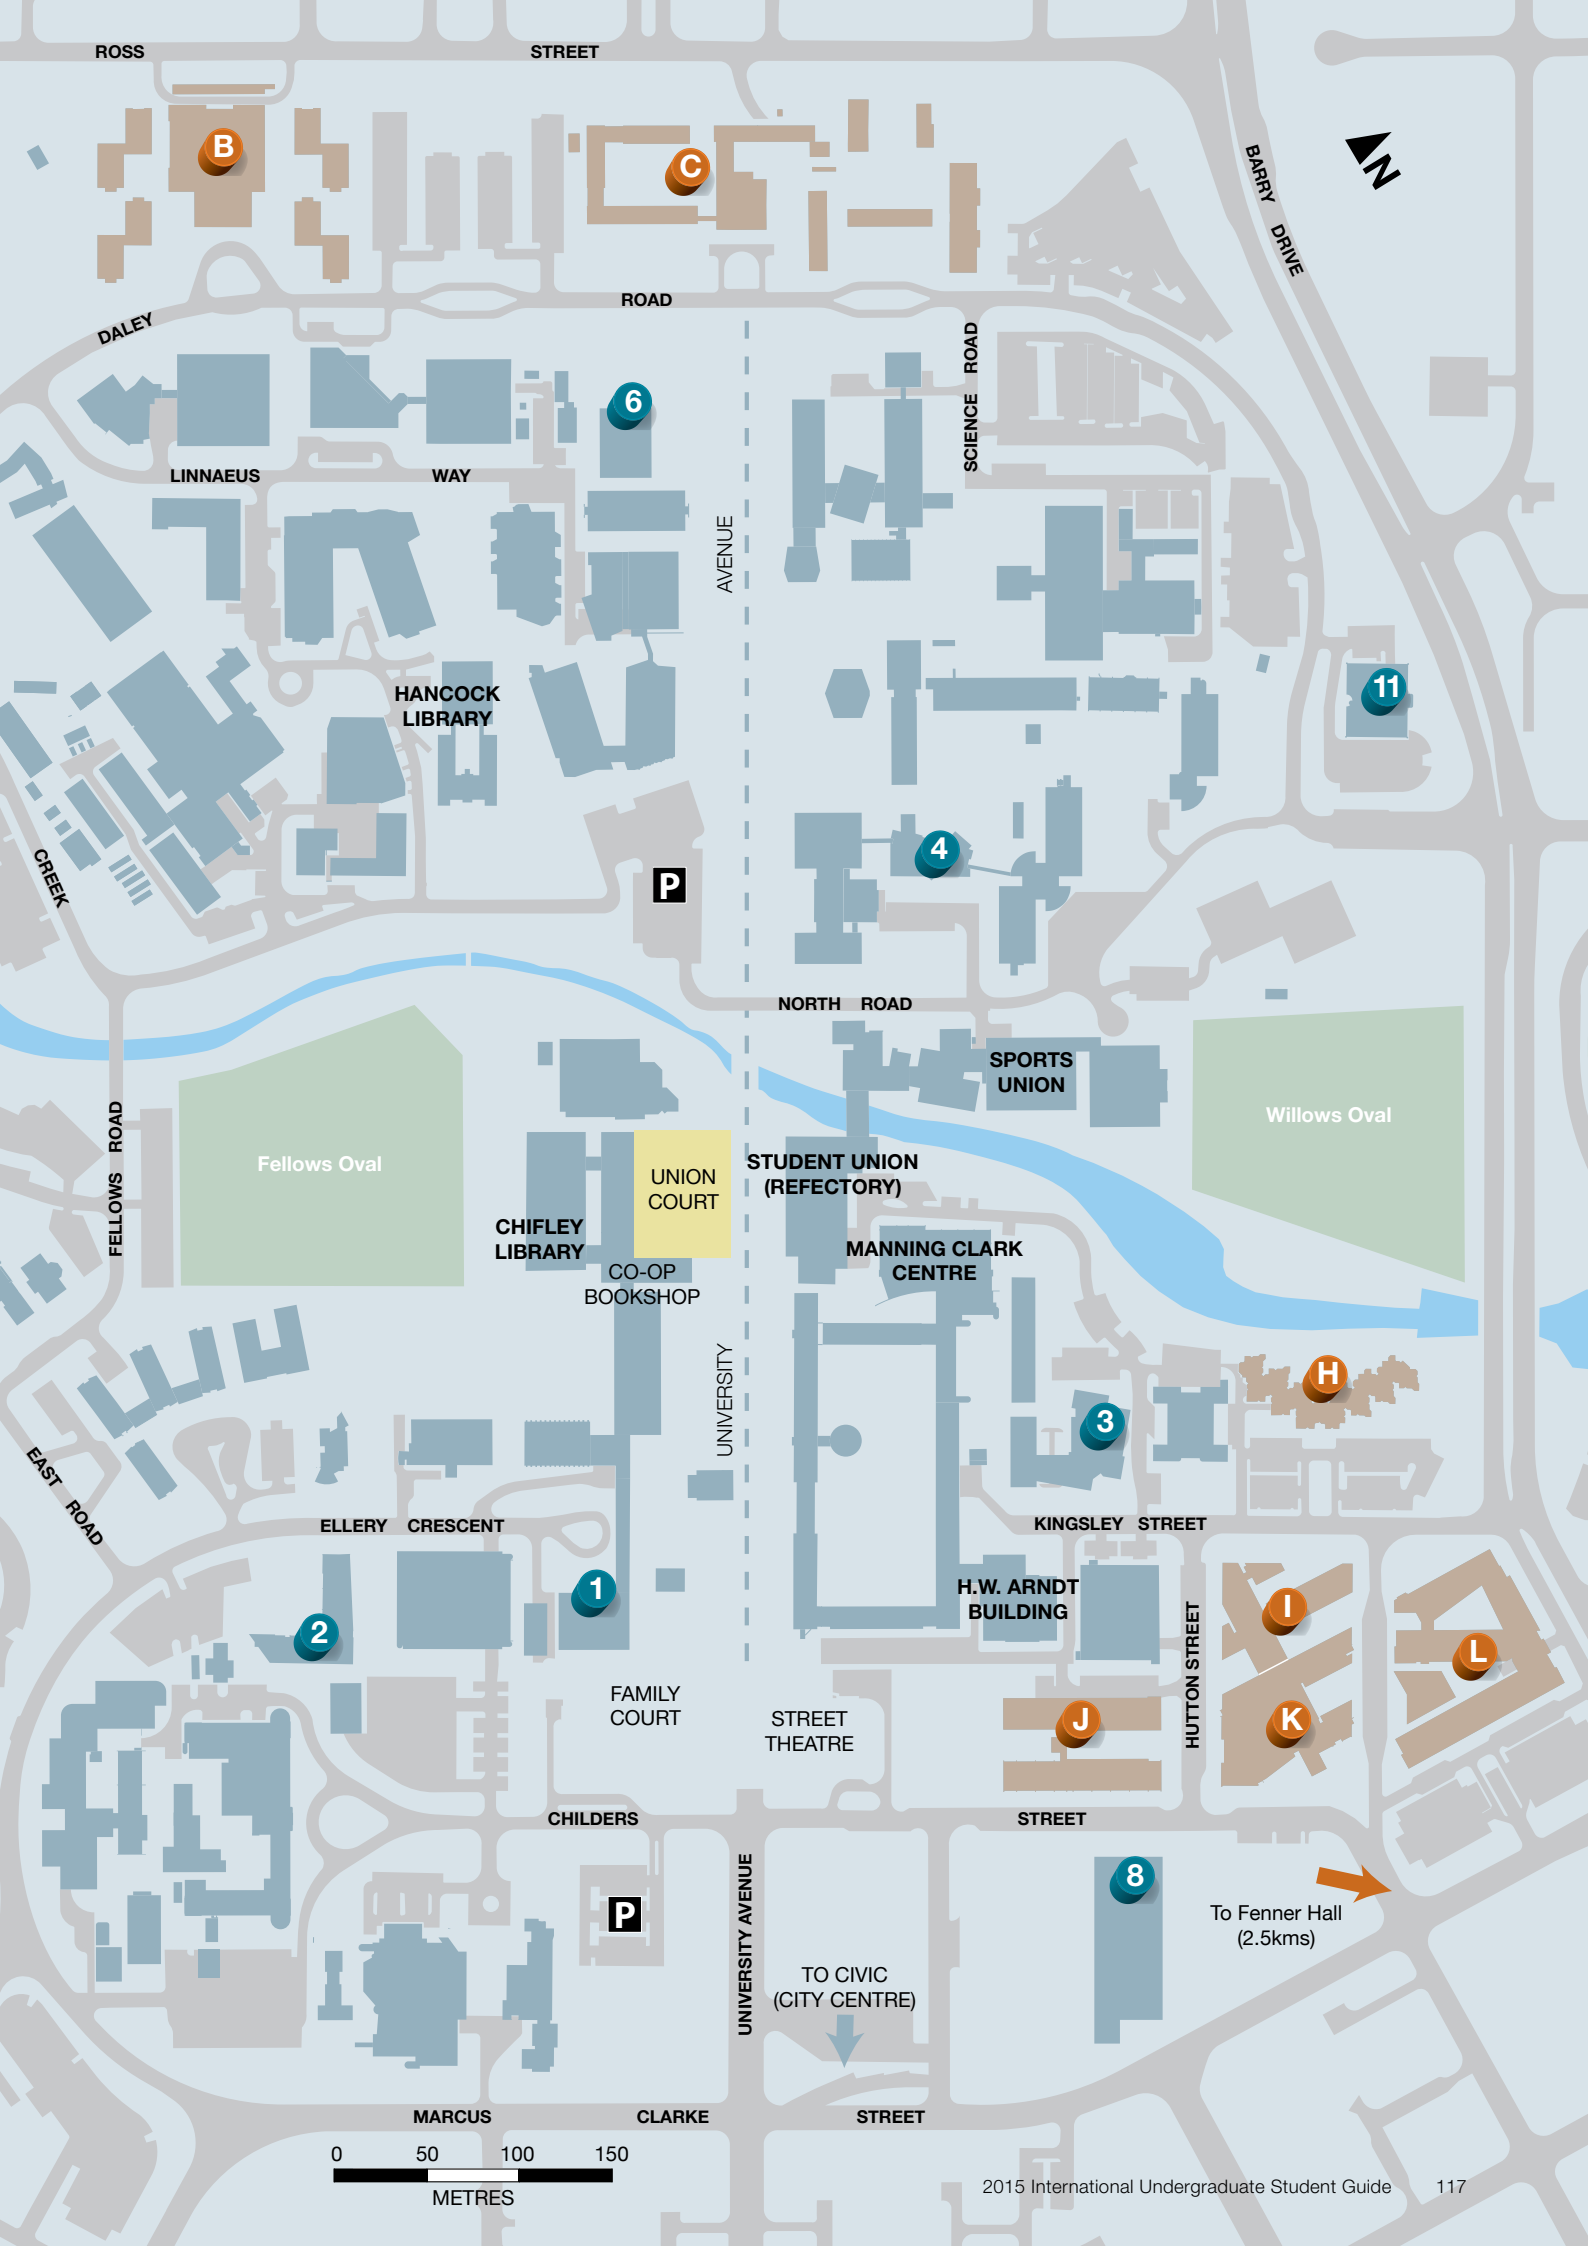 ROSS STREET
B
C
N
BARRY DRIVE
DALEY ROAD
SCIENCE ROAD
6
LINNAEUS WAY
AVENUE
HANCOCK
LIBRARY
11
4
CREEK
P
NORTH ROAD
SPORTS
UNION
FELLOWS ROAD
Fellows Oval
Willows Oval
UNION
COURT
STUDENT UNION
(REFECTORY)
CHIFLEY
LIBRARY
MANNING CLARK
CENTRE
CO-OP
BOOKSHOP
UNIVERSITY
H
3
EAST ROAD
ELLERY CRESCENT
KINGSLEY STREET
1
2
H.W. ARNDT
BUILDING
HUTTON STREET
I
L
FAMILY
COURT
STREET
THEATRE
J
K
CHILDERS STREET
8
P
UNIVERSITY AVENUE
To Fenner Hall
(2.5kms)
TO CIVIC
(CITY CENTRE)
MARCUS CLARKE STREET
0 50 100 150
METRES
2015 International Undergraduate Student Guide 117